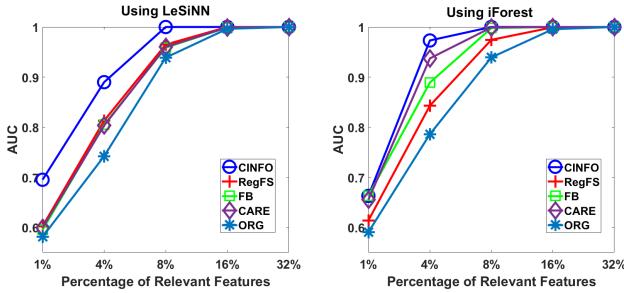 Using LeSiNN
AUC
1
0.9
0.8
0.7
0.6
CINFO
RegFS
FB
CARE
ORG
1% 4% 8% 16% 32%
Percentage of Relevant Features
Using iForest
AUC
1
0.9
0.8
0.7
0.6
CINFO
RegFS
FB
CARE
ORG
1% 4% 8% 16% 32%
Percentage of Relevant Features